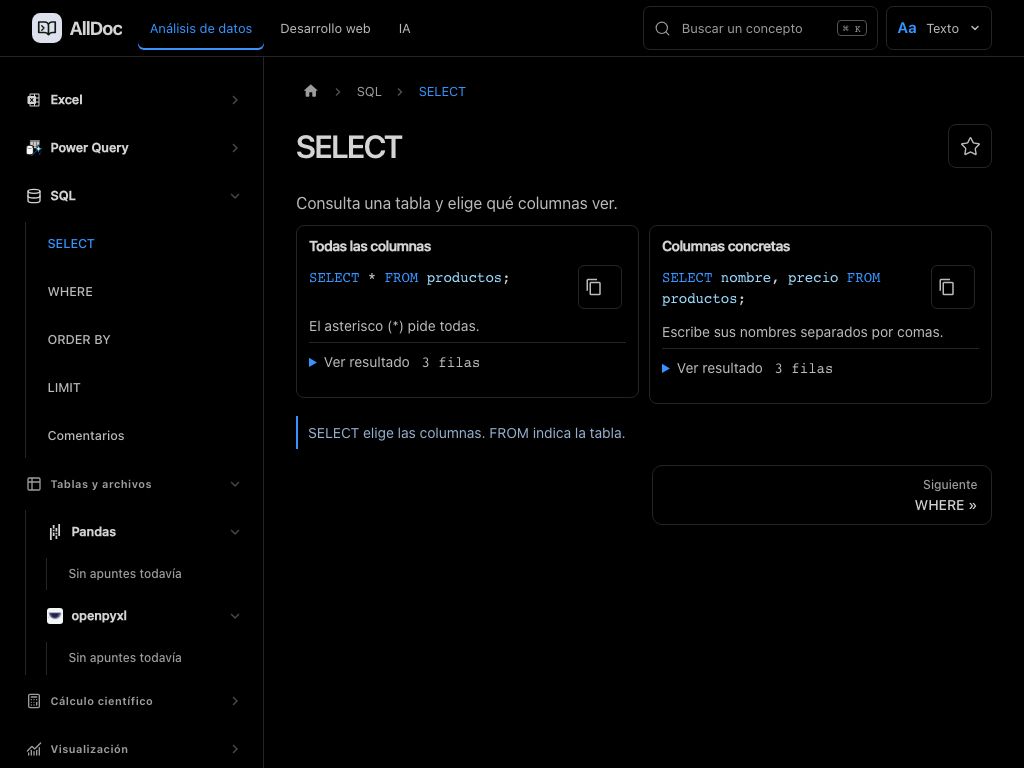 AllDoc
Análisis de datos
Desarrollo web
IA
Buscar un concepto
⌘ K
Aa Texto
Excel
Power Query
SQL
SELECT
WHERE
ORDER BY
LIMIT
Comentarios
Tablas y archivos
Pandas
Sin apuntes todavía
openpyxl
Sin apuntes todavía
Cálculo científico
Visualización
SQL
SELECT
SELECT
Consulta una tabla y elige qué columnas ver.
Todas las columnas
SELECT * FROM productos;
El asterisco (*) pide todas.
Ver resultado 3 filas
Columnas concretas
SELECT nombre, precio FROM
productos;
Escribe sus nombres separados por comas.
Ver resultado 3 filas
SELECT elige las columnas. FROM indica la tabla.
Siguiente
WHERE »